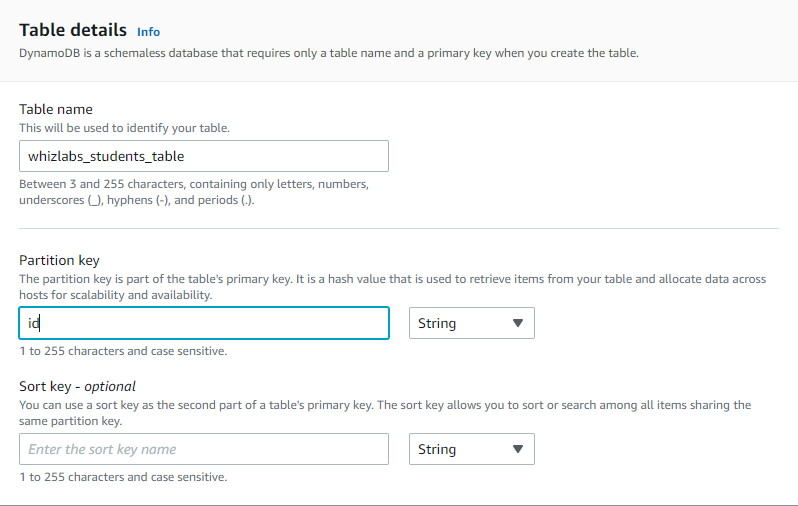 Table details Info
DynamoDB is a schemaless database that requires only a table name and a primary key when you create the table.
Table name
This will be used to identify your table.
whizlabs_students_table
Between 3 and 255 characters, containing only letters, numbers,
underscores (_), hyphens (-), and periods (.).
Partition key
The partition key is part of the table's primary key. It is a hash value that is used to retrieve items from your table and allocate data across
hosts for scalability and availability.
id String
1 to 255 characters and case sensitive.
Sort key - optional
You can use a sort key as the second part of a table's primary key. The sort key allows you to sort or search among all items sharing the
same partition key.
Enter the sort key name String
1 to 255 characters and case sensitive.